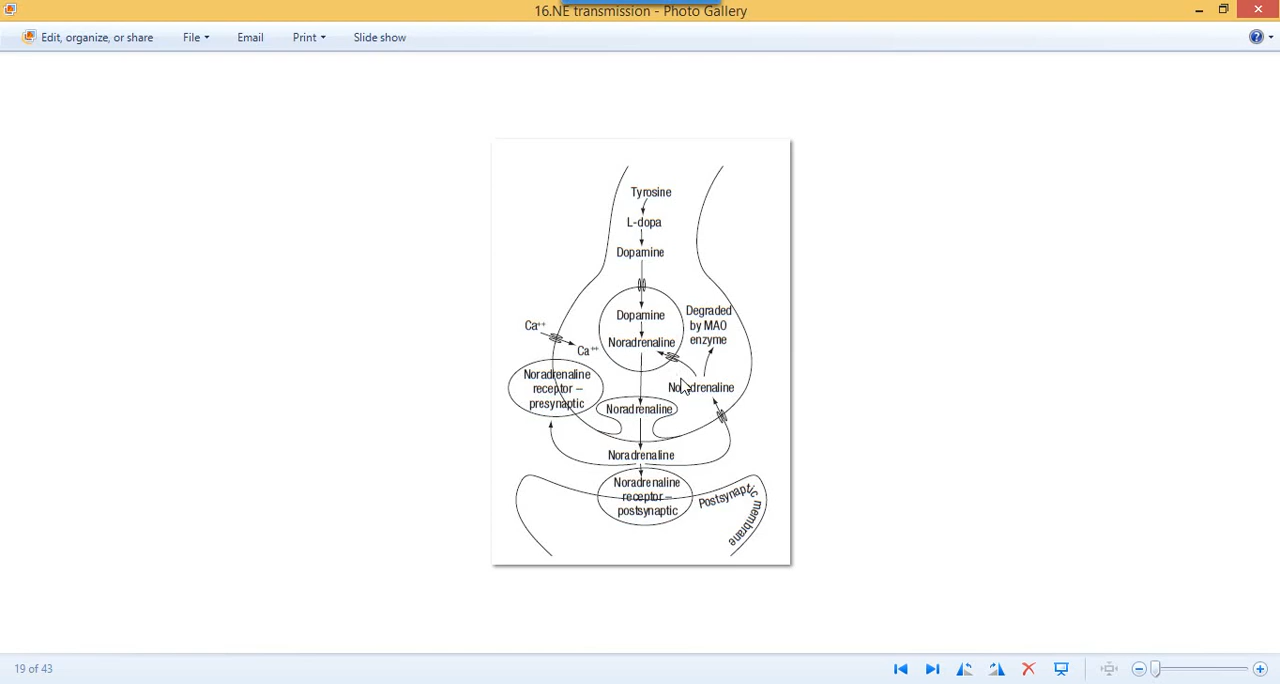 16.NE transmission - Photo Gallery
Edit, organize, or share File Email Print Slide show
Tyrosine
L-dopa
Dopamine
Dopamine
Noradrenaline
Degraded
by MAO
enzyme
Ca++
Ca++
Noradrenaline
receptor –
presynaptic
Noradrenaline
Noradrenaline
Noradrenaline
Noradrenaline
receptor –
postsynaptic
Postsynaptic
membrane
19 of 43